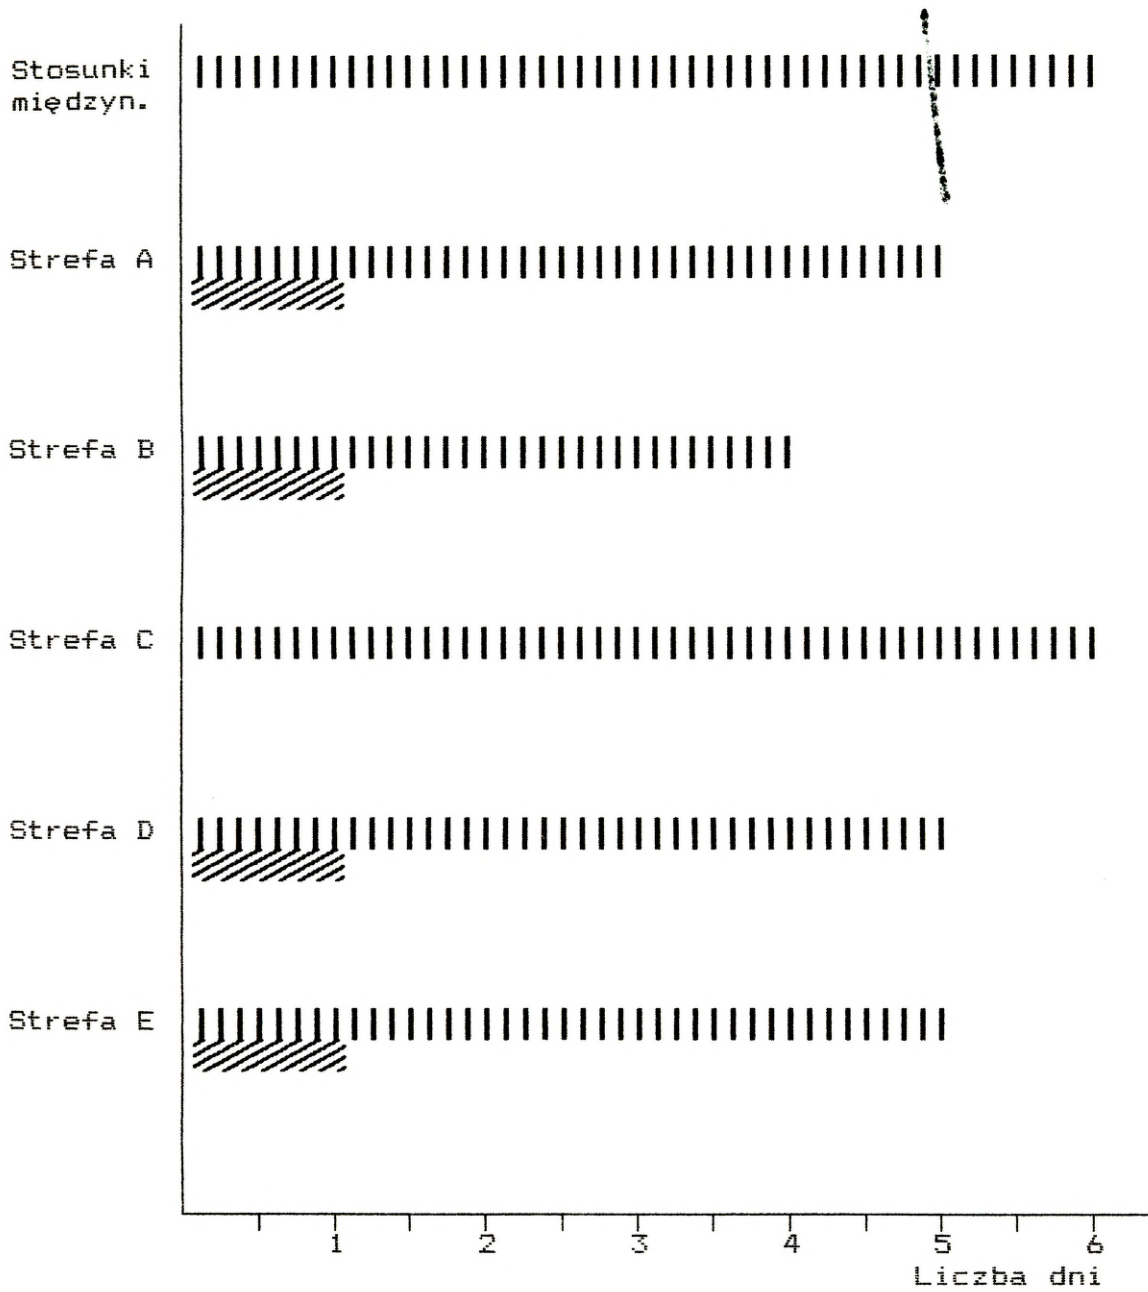 Stosunki
międzyn.
Strefa A
Strefa B
Strefa C
Strefa D
Strefa E
1 2 3 4 5 6
Liczba dni